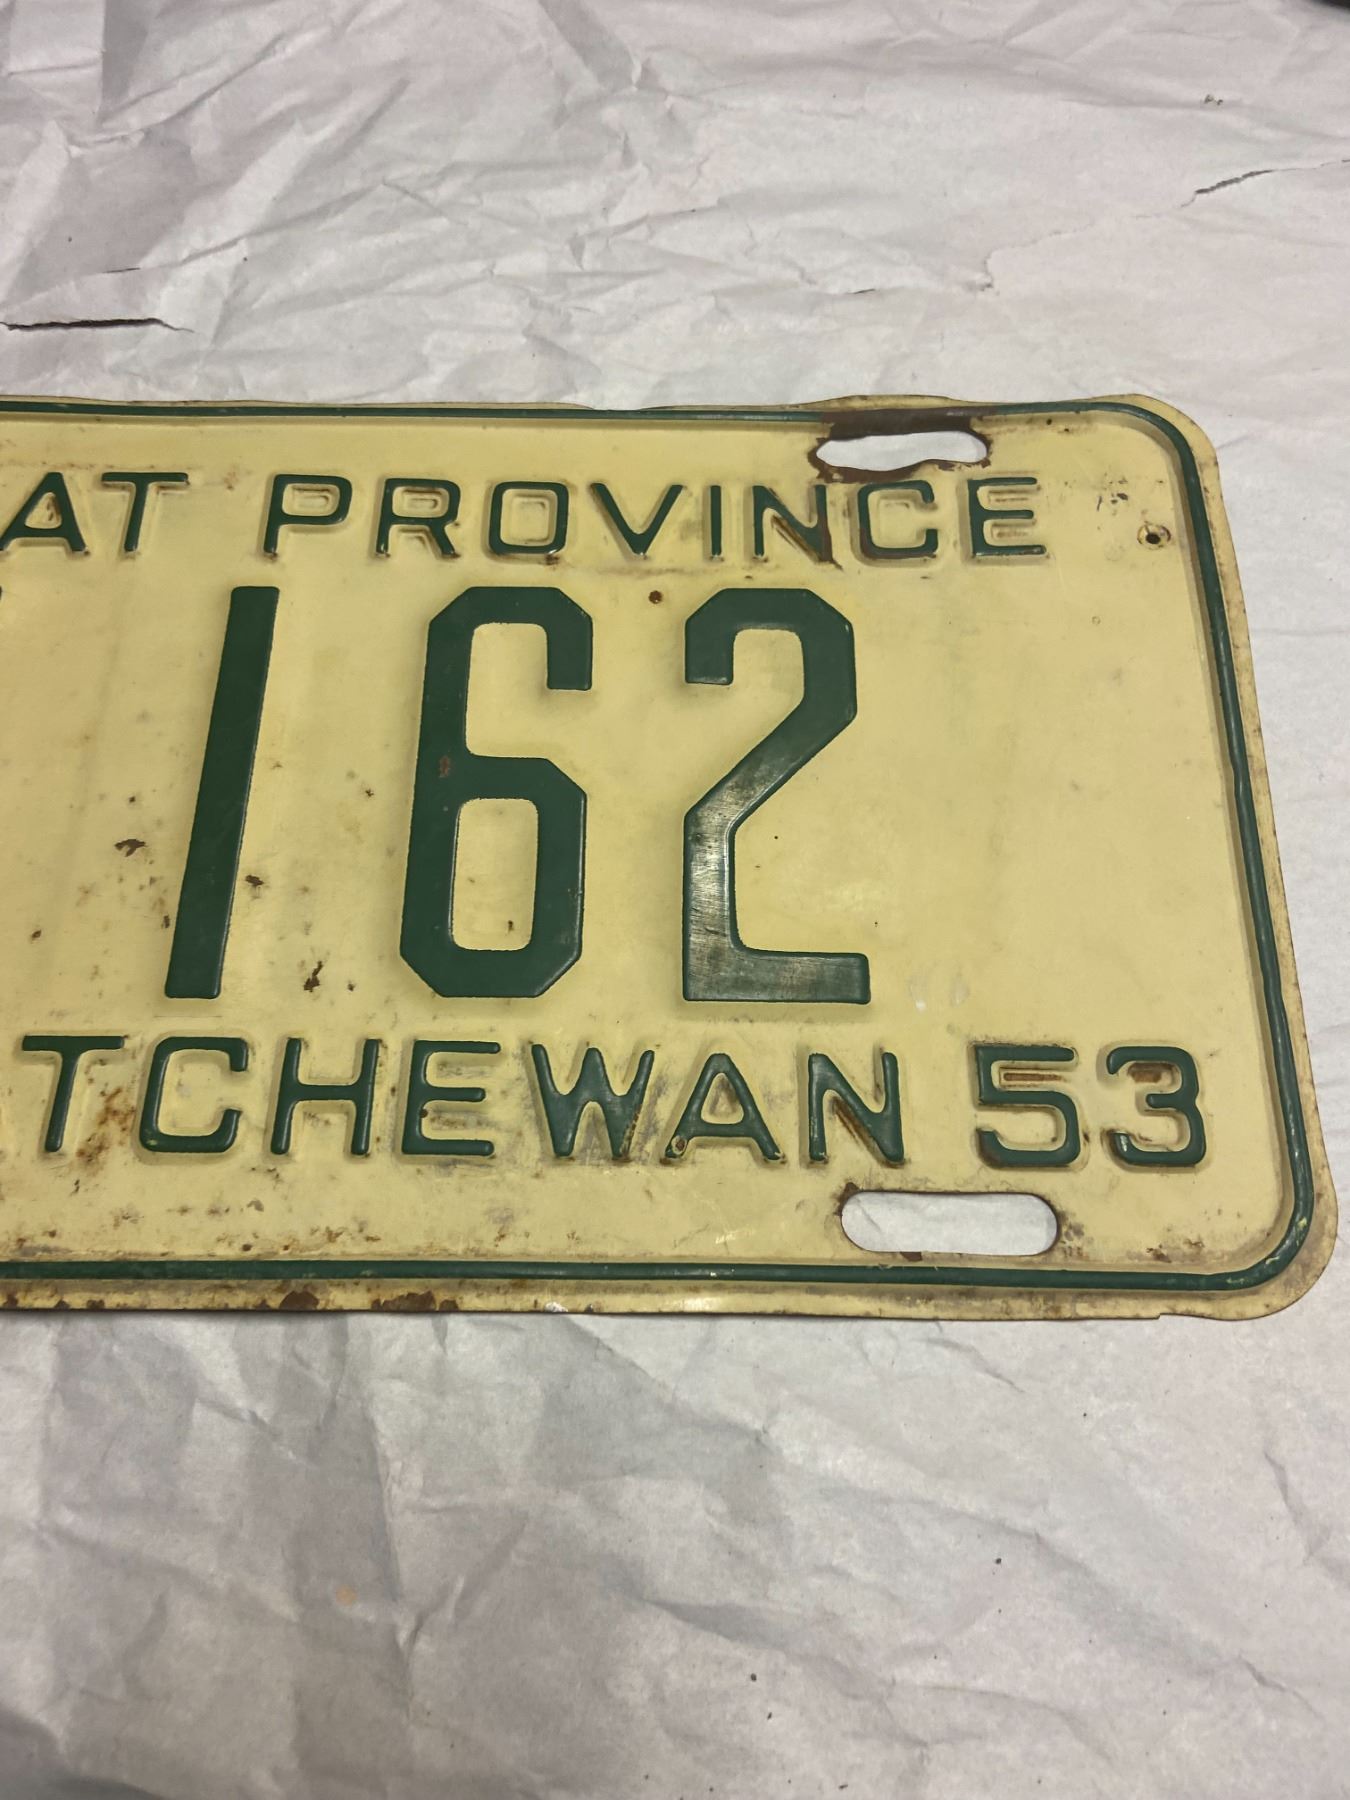 AT PROVINCE
162
TCHEWAN 53